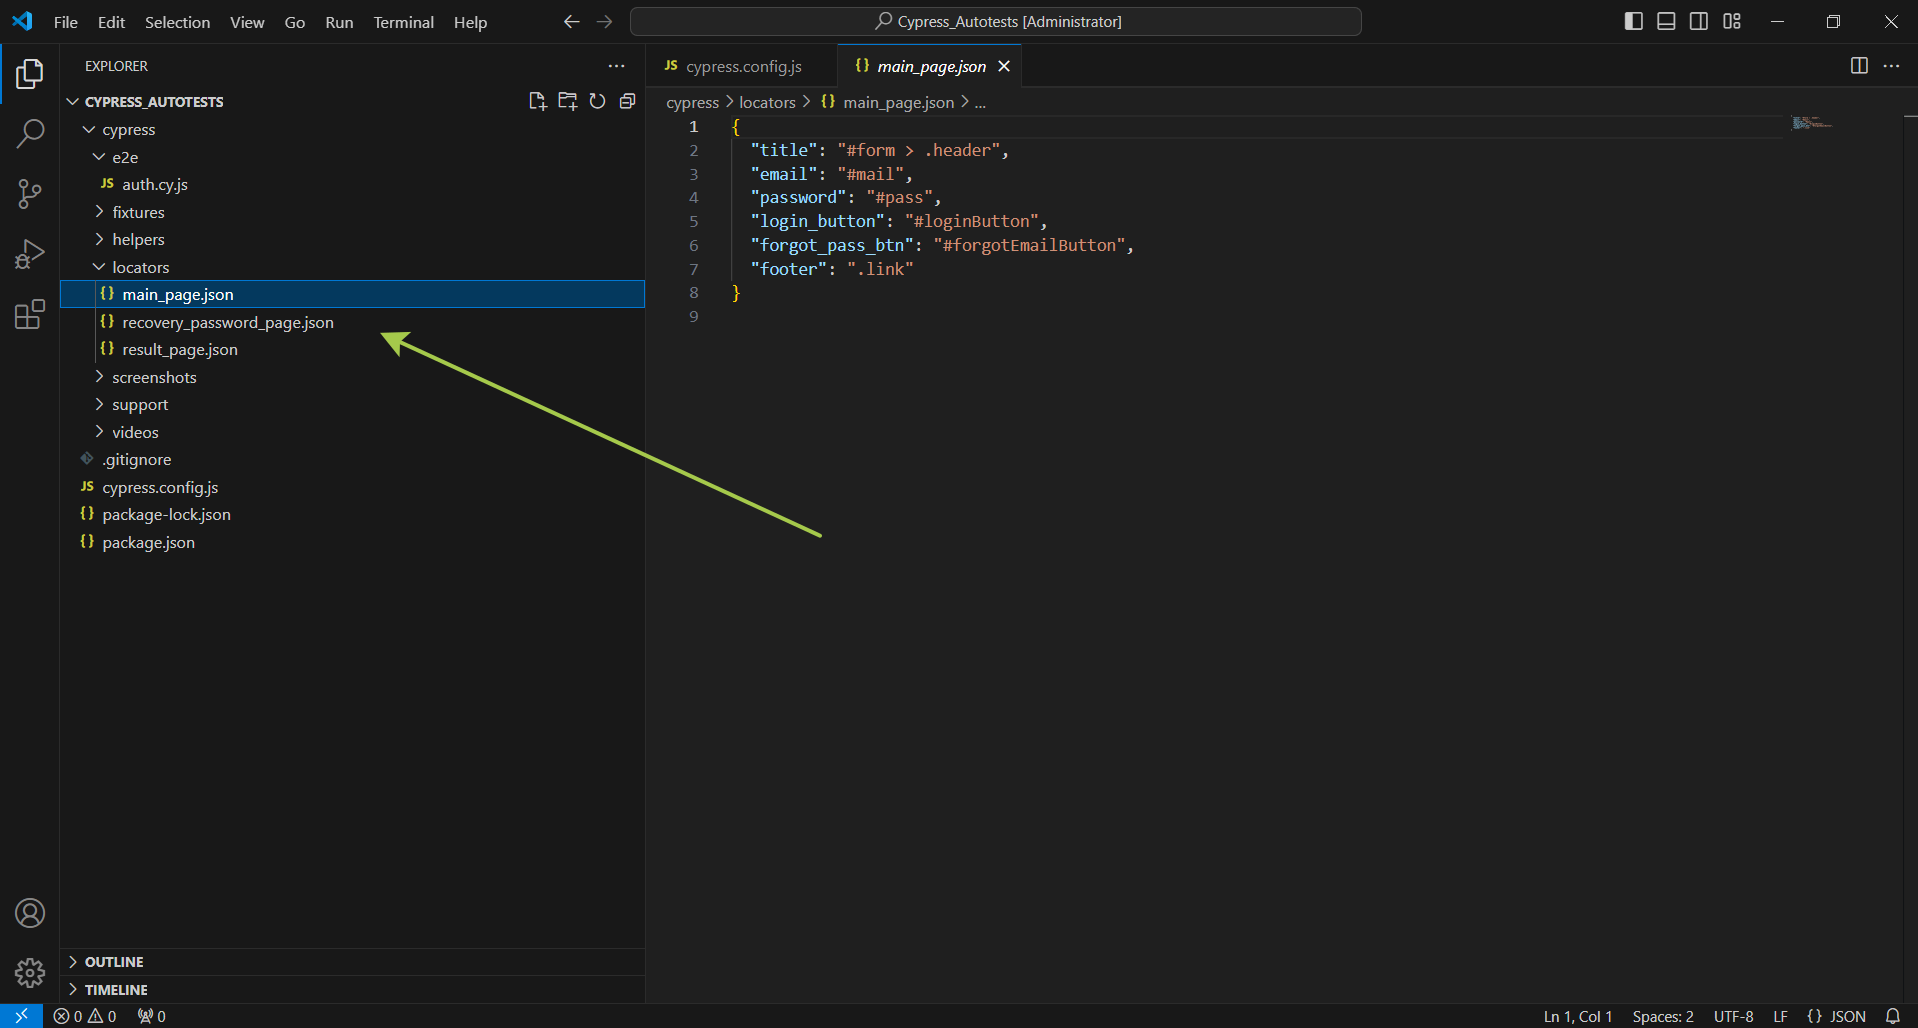 File Edit Selection View Go Run Terminal Help
Cypress_Autotests [Administrator]
EXPLORER
CYPRESS_AUTOTESTS
cypress
e2e
JS auth.cy.js
fixtures
helpers
locators
{} main_page.json
{} recovery_password_page.json
{} result_page.json
screenshots
support
videos
.gitignore
JS cypress.config.js
{} package-lock.json
{} package.json
OUTLINE
TIMELINE
JS cypress.config.js
{} main_page.json
cypress > locators > {} main_page.json > ...
1 {
2 "title": "#form > .header",
3 "email": "#mail",
4 "password": "#pass",
5 "login_button": "#loginButton",
6 "forgot_pass_btn": "#forgotEmailButton",
7 "footer": ".link"
8 }
9
0 0 0
Ln 1, Col 1 Spaces: 2 UTF-8 LF {} JSON